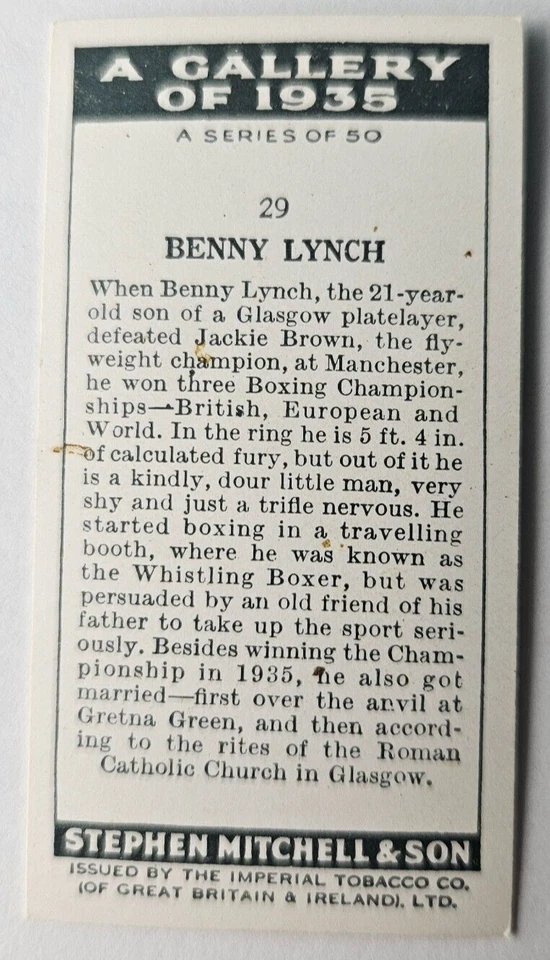 A GALLERY
OF 1935
A SERIES OF 50
29
BENNY LYNCH
When Benny Lynch, the 21-year-
old son of a Glasgow platelayer,
defeated Jackie Brown, the fly-
weight champion, at Manchester,
he won three Boxing Champion-
ships—British, European and
World. In the ring he is 5 ft. 4 in.
of calculated fury, but out of it he
is a kindly, dour little man, very
shy and just a trifle nervous. He
started boxing in a travelling
booth, where he was known as
the Whistling Boxer, but was
persuaded by an old friend of his
father to take up the sport seri-
ously. Besides winning the Cham-
pionship in 1935, he also got
married—first over the anvil at
Gretna Green, and then accord-
ing to the rites of the Roman
Catholic Church in Glasgow.
STEPHEN MITCHELL & SON
ISSUED BY THE IMPERIAL TOBACCO CO.
(OF GREAT BRITAIN & IRELAND), LTD.